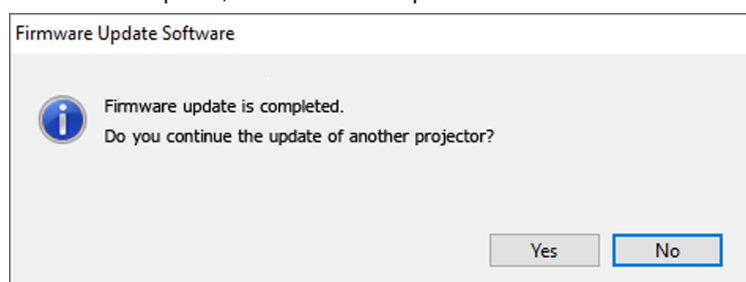 Firmware Update Software
Firmware update is completed.
Do you continue the update of another projector?
Yes No